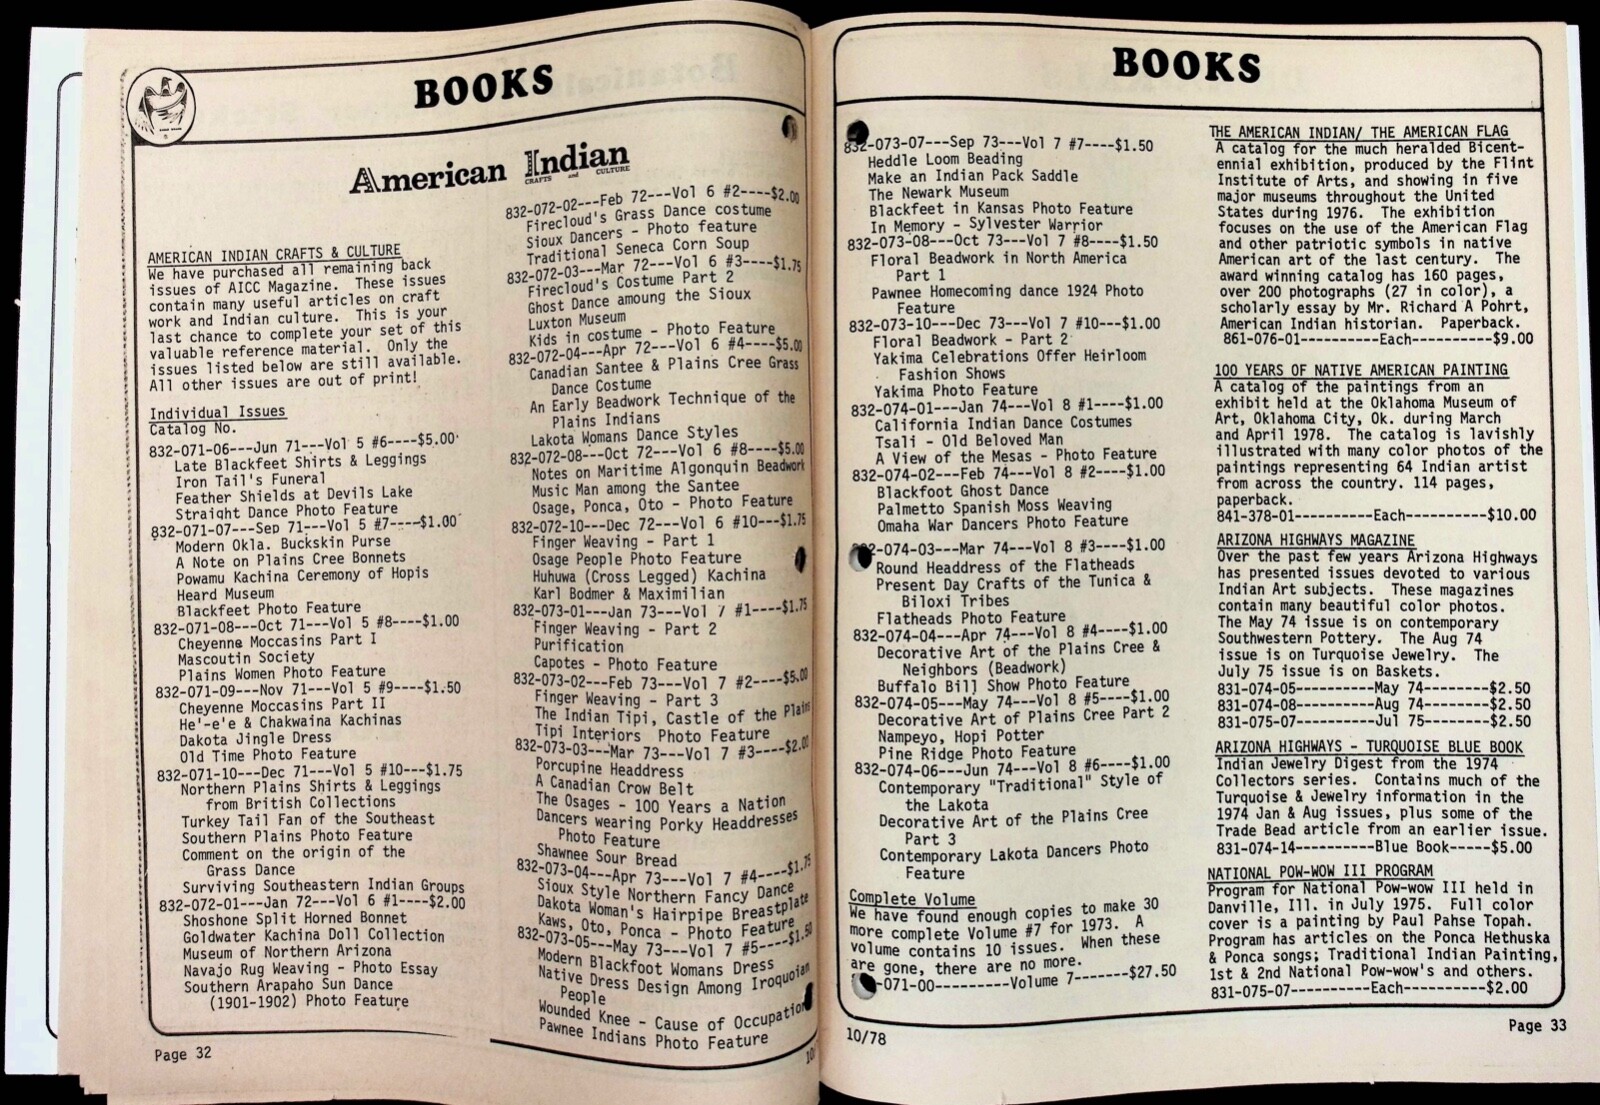 BOOKS
American Indian
CRAFTS and CULTURE
AMERICAN INDIAN CRAFTS & CULTURE
We have purchased all remaining back
issues of AICC Magazine. These issues
contain many useful articles on craft
work and Indian culture. This is your
last chance to complete your set of this
valuable reference material. Only the
issues listed below are still available.
All other issues are out of print!
Individual Issues
Catalog No.
832-071-06---Jun 71---Vol 5 #6----$5.00
Late Blackfeet Shirts & Leggings
Iron Tail's Funeral
Feather Shields at Devils Lake
Straight Dance Photo Feature
832-071-07---Sep 71---Vol 5 #7----$1.00
Modern Okla. Buckskin Purse
A Note on Plains Cree Bonnets
Powamu Kachina Ceremony of Hopis
Heard Museum
Blackfeet Photo Feature
832-071-08---Oct 71---Vol 5 #8----$1.00
Cheyenne Moccasins Part I
Mascoutin Society
Plains Women Photo Feature
832-071-09---Nov 71---Vol 5 #9----$1.50
Cheyenne Moccasins Part II
He'-e'e & Chakwaina Kachinas
Dakota Jingle Dress
Old Time Photo Feature
832-071-10---Dec 71---Vol 5 #10---$1.75
Northern Plains Shirts & Leggings
from British Collections
Turkey Tail Fan of the Southeast
Southern Plains Photo Feature
Comment on the origin of the
Grass Dance
Surviving Southeastern Indian Groups
832-072-01---Jan 72---Vol 6 #1----$2.00
Shoshone Split Horned Bonnet
Goldwater Kachina Doll Collection
Museum of Northern Arizona
Navajo Rug Weaving - Photo Essay
Southern Arapaho Sun Dance
(1901-1902) Photo Feature
832-072-02---Feb 72---Vol 6 #2----$2.00
Firecloud's Grass Dance costume
Sioux Dancers - Photo feature
Traditional Seneca Corn Soup
832-072-03---Mar 72---Vol 6 #3----$1.75
Firecloud's Costume Part 2
Ghost Dance amoung the Sioux
Luxton Museum
Kids in costume - Photo Feature
832-072-04---Apr 72---Vol 6 #4----$5.00
Canadian Santee & Plains Cree Grass
Dance Costume
An Early Beadwork Technique of the
Plains Indians
Lakota Womans Dance Styles
832-072-08---Oct 72---Vol 6 #8----$5.00
Notes on Maritime Algonquin Beadwork
Music Man among the Santee
Osage, Ponca, Oto - Photo Feature
832-072-10---Dec 72---Vol 6 #10---$1.75
Finger Weaving - Part 1
Osage People Photo Feature
Huhuwa (Cross Legged) Kachina
Karl Bodmer & Maximilian
832-073-01---Jan 73---Vol 7 #1----$1.75
Finger Weaving - Part 2
Purification
Capotes - Photo Feature
832-073-02---Feb 73---Vol 7 #2----$5.00
Finger Weaving - Part 3
The Indian Tipi, Castle of the Plains
Tipi Interiors Photo Feature
832-073-03---Mar 73---Vol 7 #3----$2.00
Porcupine Headdress
A Canadian Crow Belt
The Osages - 100 Years a Nation
Dancers wearing Porky Headdresses
Photo Feature
Shawnee Sour Bread
832-073-04---Apr 73---Vol 7 #4----$1.75
Sioux Style Northern Fancy Dance
Dakota Woman's Hairpipe Breastplate
Kaws, Oto, Ponca - Photo Feature
832-073-05---May 73---Vol 7 #5----$1.50
Modern Blackfoot Womans Dress
Native Dress Design Among Iroquoian
People
Wounded Knee - Cause of Occupation
Pawnee Indians Photo Feature
Page 32
BOOKS
832-073-07---Sep 73---Vol 7 #7----$1.50
Heddle Loom Beading
Make an Indian Pack Saddle
The Newark Museum
Blackfeet in Kansas Photo Feature
In Memory - Sylvester Warrior
832-073-08---Oct 73---Vol 7 #8----$1.50
Floral Beadwork in North America
Part 1
Pawnee Homecoming dance 1924 Photo
Feature
832-073-10---Dec 73---Vol 7 #10---$1.00
Floral Beadwork - Part 2
Yakima Celebrations Offer Heirloom
Fashion Shows
Yakima Photo Feature
832-074-01---Jan 74---Vol 8 #1----$1.00
California Indian Dance Costumes
Tsali - Old Beloved Man
A View of the Mesas - Photo Feature
832-074-02---Feb 74---Vol 8 #2----$1.00
Blackfoot Ghost Dance
Palmetto Spanish Moss Weaving
Omaha War Dancers Photo Feature
2-074-03---Mar 74---Vol 8 #3----$1.00
Round Headdress of the Flatheads
Present Day Crafts of the Tunica &
Biloxi Tribes
Flatheads Photo Feature
832-074-04---Apr 74---Vol 8 #4----$1.00
Decorative Art of the Plains Cree &
Neighbors (Beadwork)
Buffalo Bill Show Photo Feature
832-074-05---May 74---Vol 8 #5----$1.00
Decorative Art of Plains Cree Part 2
Nampeyo, Hopi Potter
Pine Ridge Photo Feature
832-074-06---Jun 74---Vol 8 #6----$1.00
Contemporary "Traditional" Style of
the Lakota
Decorative Art of the Plains Cree
Part 3
Contemporary Lakota Dancers Photo
Feature
Complete Volume
We have found enough copies to make 30
more complete Volume #7 for 1973. A
volume contains 10 issues. When these
are gone, there are no more.
-071-00----------Volume 7-------$27.50
10/78
THE AMERICAN INDIAN/ THE AMERICAN FLAG
A catalog for the much heralded Bicent-
ennial exhibition, produced by the Flint
Institute of Arts, and showing in five
major museums throughout the United
States during 1976. The exhibition
focuses on the use of the American Flag
and other patriotic symbols in native
American art of the last century. The
award winning catalog has 160 pages,
over 200 photographs (27 in color), a
scholarly essay by Mr. Richard A Pohrt,
American Indian historian. Paperback.
861-076-01----------Each----------$9.00
100 YEARS OF NATIVE AMERICAN PAINTING
A catalog of the paintings from an
exhibit held at the Oklahoma Museum of
Art, Oklahoma City, Ok. during March
and April 1978. The catalog is lavishly
illustrated with many color photos of the
paintings representing 64 Indian artist
from across the country. 114 pages,
paperback.
841-378-01----------Each----------$10.00
ARIZONA HIGHWAYS MAGAZINE
Over the past few years Arizona Highways
has presented issues devoted to various
Indian Art subjects. These magazines
contain many beautiful color photos.
The May 74 issue is on contemporary
Southwestern Pottery. The Aug 74
issue is on Turquoise Jewelry. The
July 75 issue is on Baskets.
831-074-05----------May 74--------$2.50
831-074-08----------Aug 74--------$2.50
831-075-07----------Jul 75--------$2.50
ARIZONA HIGHWAYS - TURQUOISE BLUE BOOK
Indian Jewelry Digest from the 1974
Collectors series. Contains much of the
Turquoise & Jewelry information in the
1974 Jan & Aug issues, plus some of the
Trade Bead article from an earlier issue.
831-074-14----------Blue Book-----$5.00
NATIONAL POW-WOW III PROGRAM
Program for National Pow-wow III held in
Danville, Ill. in July 1975. Full color
cover is a painting by Paul Pahse Topah.
Program has articles on the Ponca Hethuska
& Ponca songs; Traditional Indian Painting,
1st & 2nd National Pow-wow's and others.
831-075-07----------Each----------$2.00
Page 33